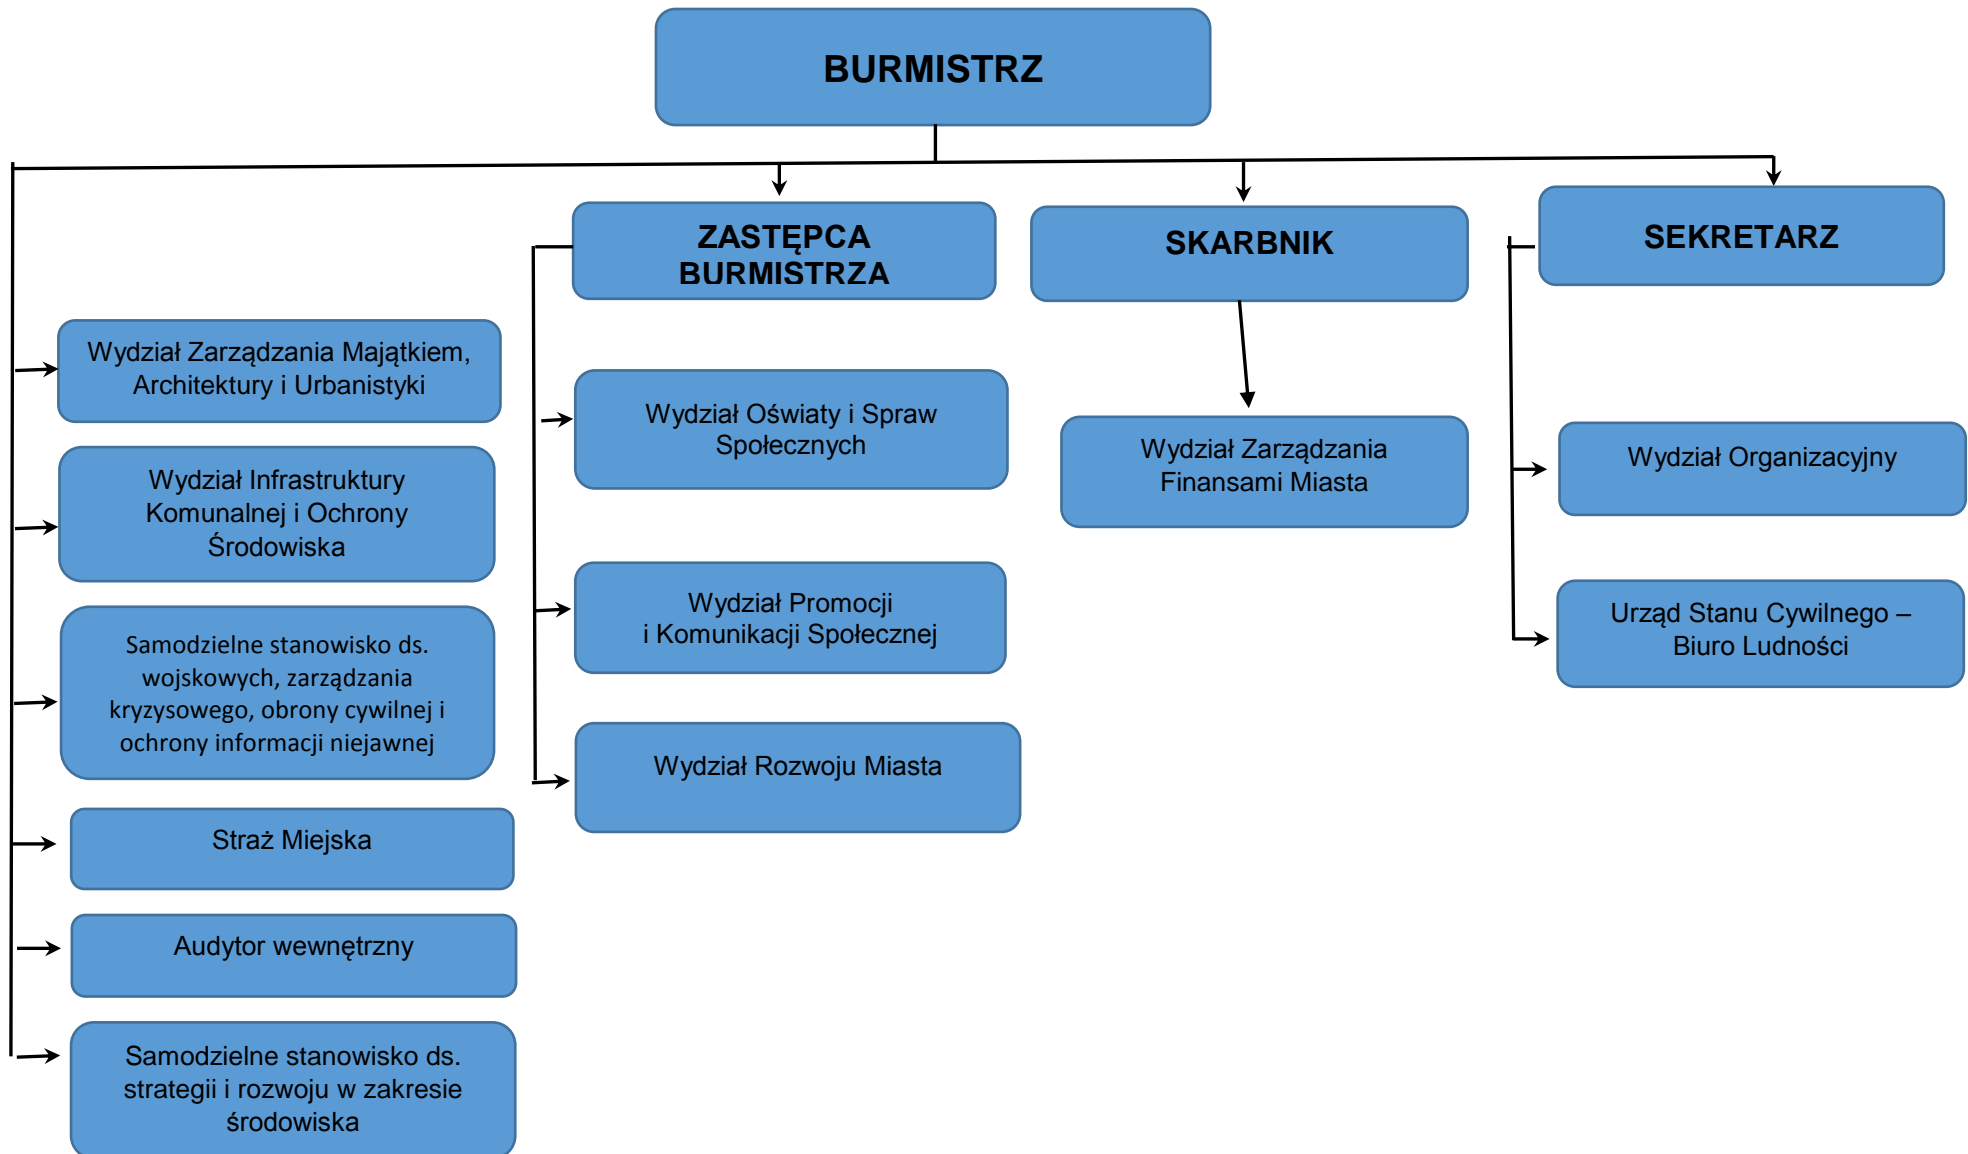 BURMISTRZ
ZASTĘPCA
BURMISTRZA
SKARBNIK
SEKRETARZ
Wydział Zarządzania Majątkiem,
Architektury i Urbanistyki
Wydział Infrastruktury
Komunalnej i Ochrony
Środowiska
Samodzielne stanowisko ds.
wojskowych, zarządzania
kryzysowego, obrony cywilnej i
ochrony informacji niejawnej
Straż Miejska
Audytor wewnętrzny
Samodzielne stanowisko ds.
strategii i rozwoju w zakresie
środowiska
Wydział Oświaty i Spraw
Społecznych
Wydział Promocji
i Komunikacji Społecznej
Wydział Rozwoju Miasta
Wydział Zarządzania
Finansami Miasta
Wydział Organizacyjny
Urząd Stanu Cywilnego –
Biuro Ludności